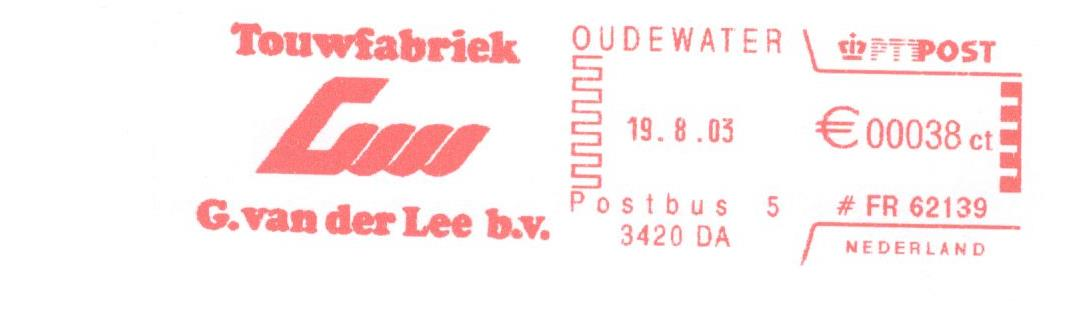 Touwfabriek
G. van der Lee b.v.
OUDEWATER
19.8.03
Postbus 5
3420 DA
PTT POST
€ 00038 ct
# FR 62139
NEDERLAND